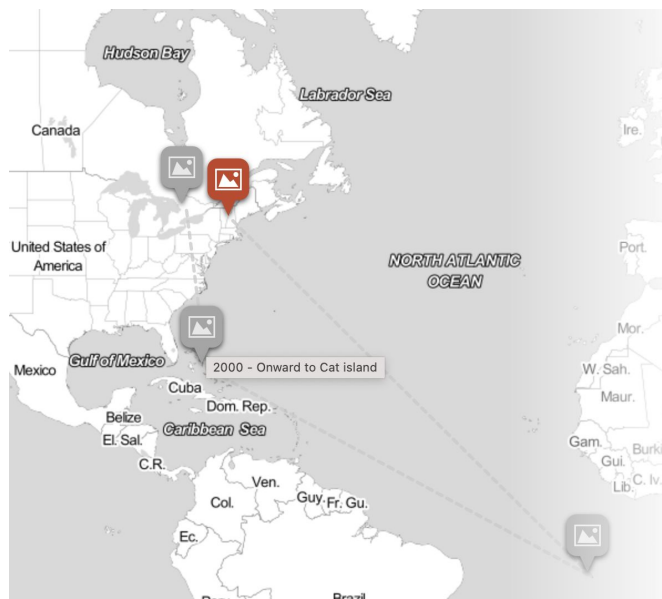 Hudson Bay
Labrador Sea
Canada
Ire.
United States of
America
NORTH ATLANTIC
OCEAN
Port.
Mor.
Gulf of Mexico
2000 - Onward to Cat island
Mexico
W. Sah.
Cuba
Maur.
Dom. Rep.
Belize
Caribbean Sea
El. Sal.
Gam.
Burki
Gui.
C.R.
Lib.
C. Iv.
Ven.
Col.
Guy.
Fr. Gu.
Ec.
Brazil